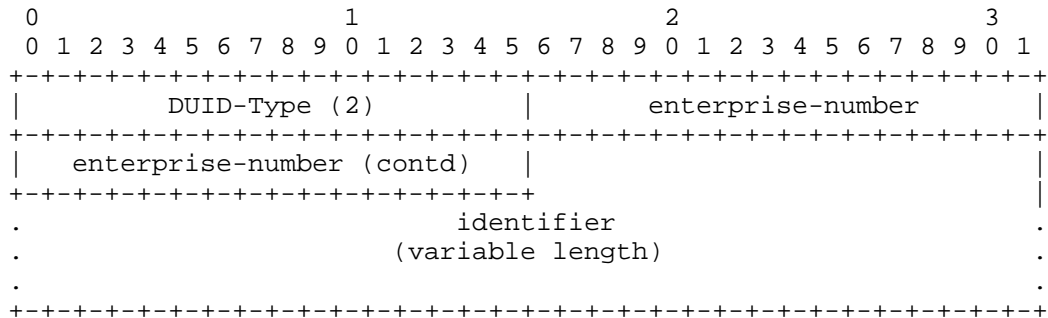 0                   1                   2                   3
 0 1 2 3 4 5 6 7 8 9 0 1 2 3 4 5 6 7 8 9 0 1 2 3 4 5 6 7 8 9 0 1
+-+-+-+-+-+-+-+-+-+-+-+-+-+-+-+-+-+-+-+-+-+-+-+-+-+-+-+-+-+-+-+-+
|         DUID-Type (2)         |       enterprise-number       |
+-+-+-+-+-+-+-+-+-+-+-+-+-+-+-+-+-+-+-+-+-+-+-+-+-+-+-+-+-+-+-+-+
|   enterprise-number (contd)   |                               |
+-+-+-+-+-+-+-+-+-+-+-+-+-+-+-+-+                               |
.                           identifier                          .
.                       (variable length)                       .
.                                                               .
+-+-+-+-+-+-+-+-+-+-+-+-+-+-+-+-+-+-+-+-+-+-+-+-+-+-+-+-+-+-+-+-+